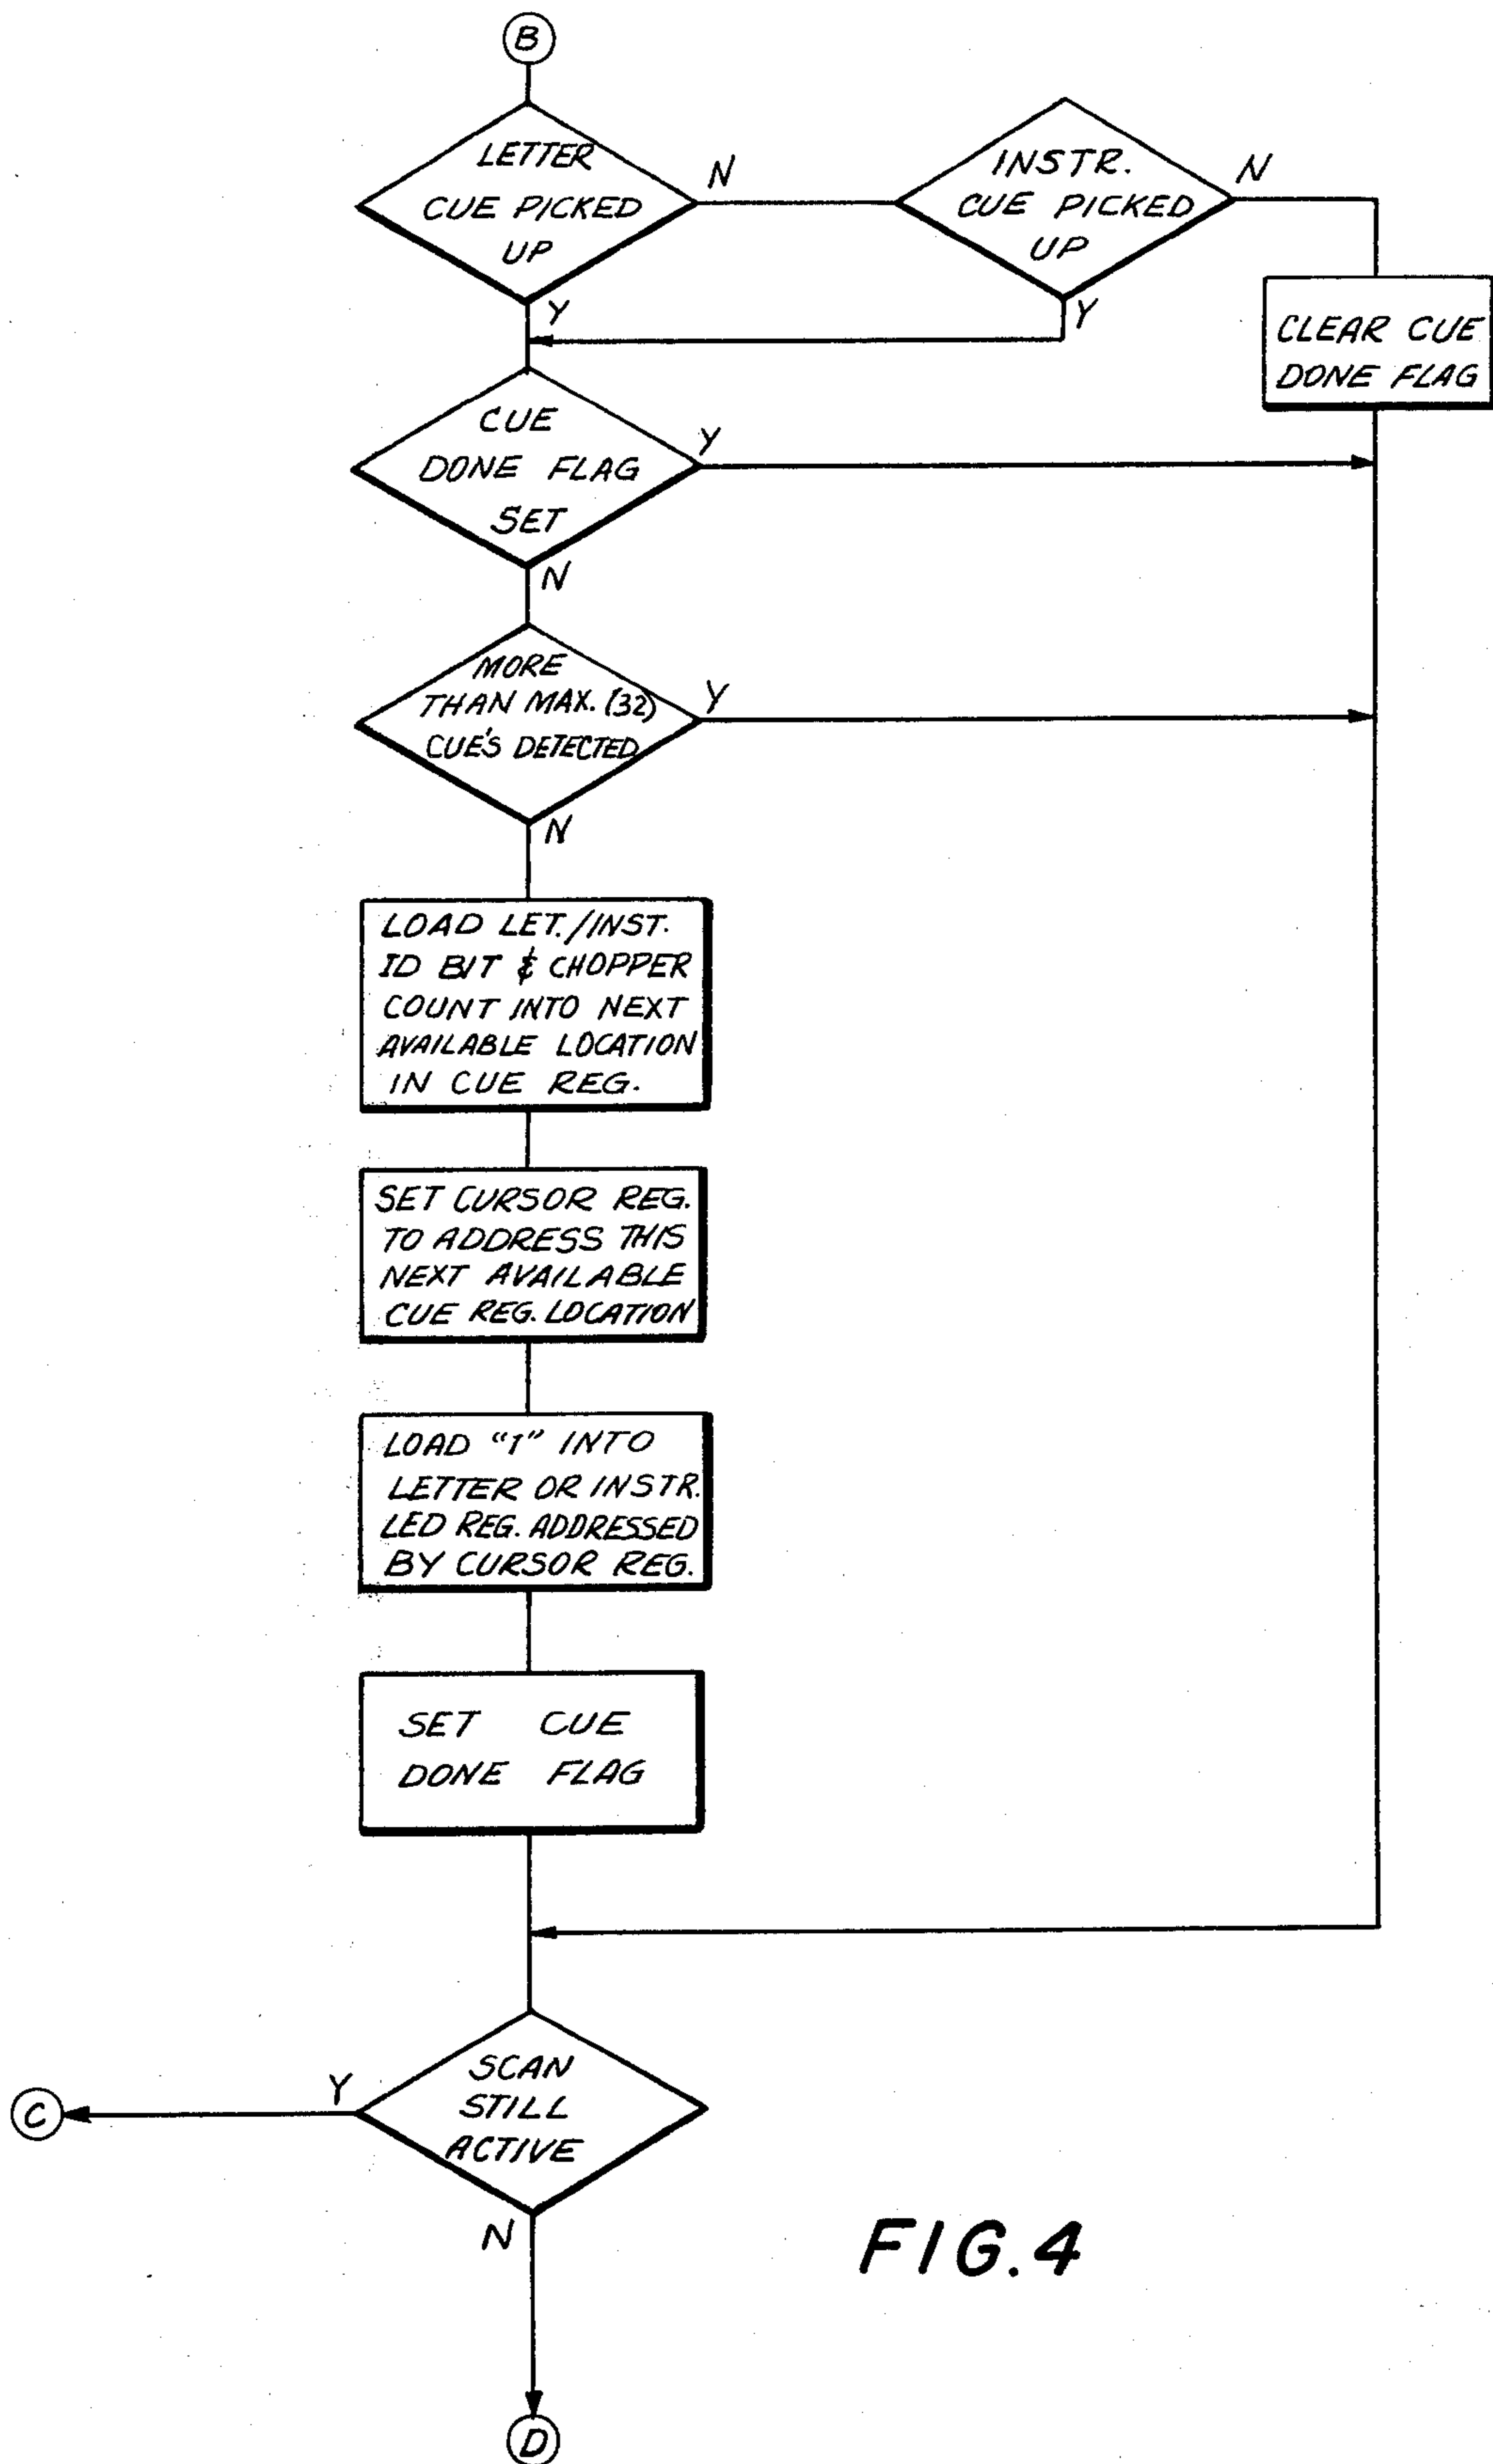 B
LETTER
CUE PICKED
UP
N
Y
INSTR.
CUE PICKED
UP
N
Y
CLEAR CUE
DONE FLAG
CUE
DONE FLAG
SET
Y
N
MORE
THAN MAX. (32)
CUE'S DETECTED
Y
N
LOAD LET./INST.
ID BIT & CHOPPER
COUNT INTO NEXT
AVAILABLE LOCATION
IN CUE REG.
SET CURSOR REG.
TO ADDRESS THIS
NEXT AVAILABLE
CUE REG. LOCATION
LOAD "1" INTO
LETTER OR INSTR.
LED REG. ADDRESSED
BY CURSOR REG.
SET CUE
DONE FLAG
SCAN
STILL
ACTIVE
Y
C
N
D
FIG.4